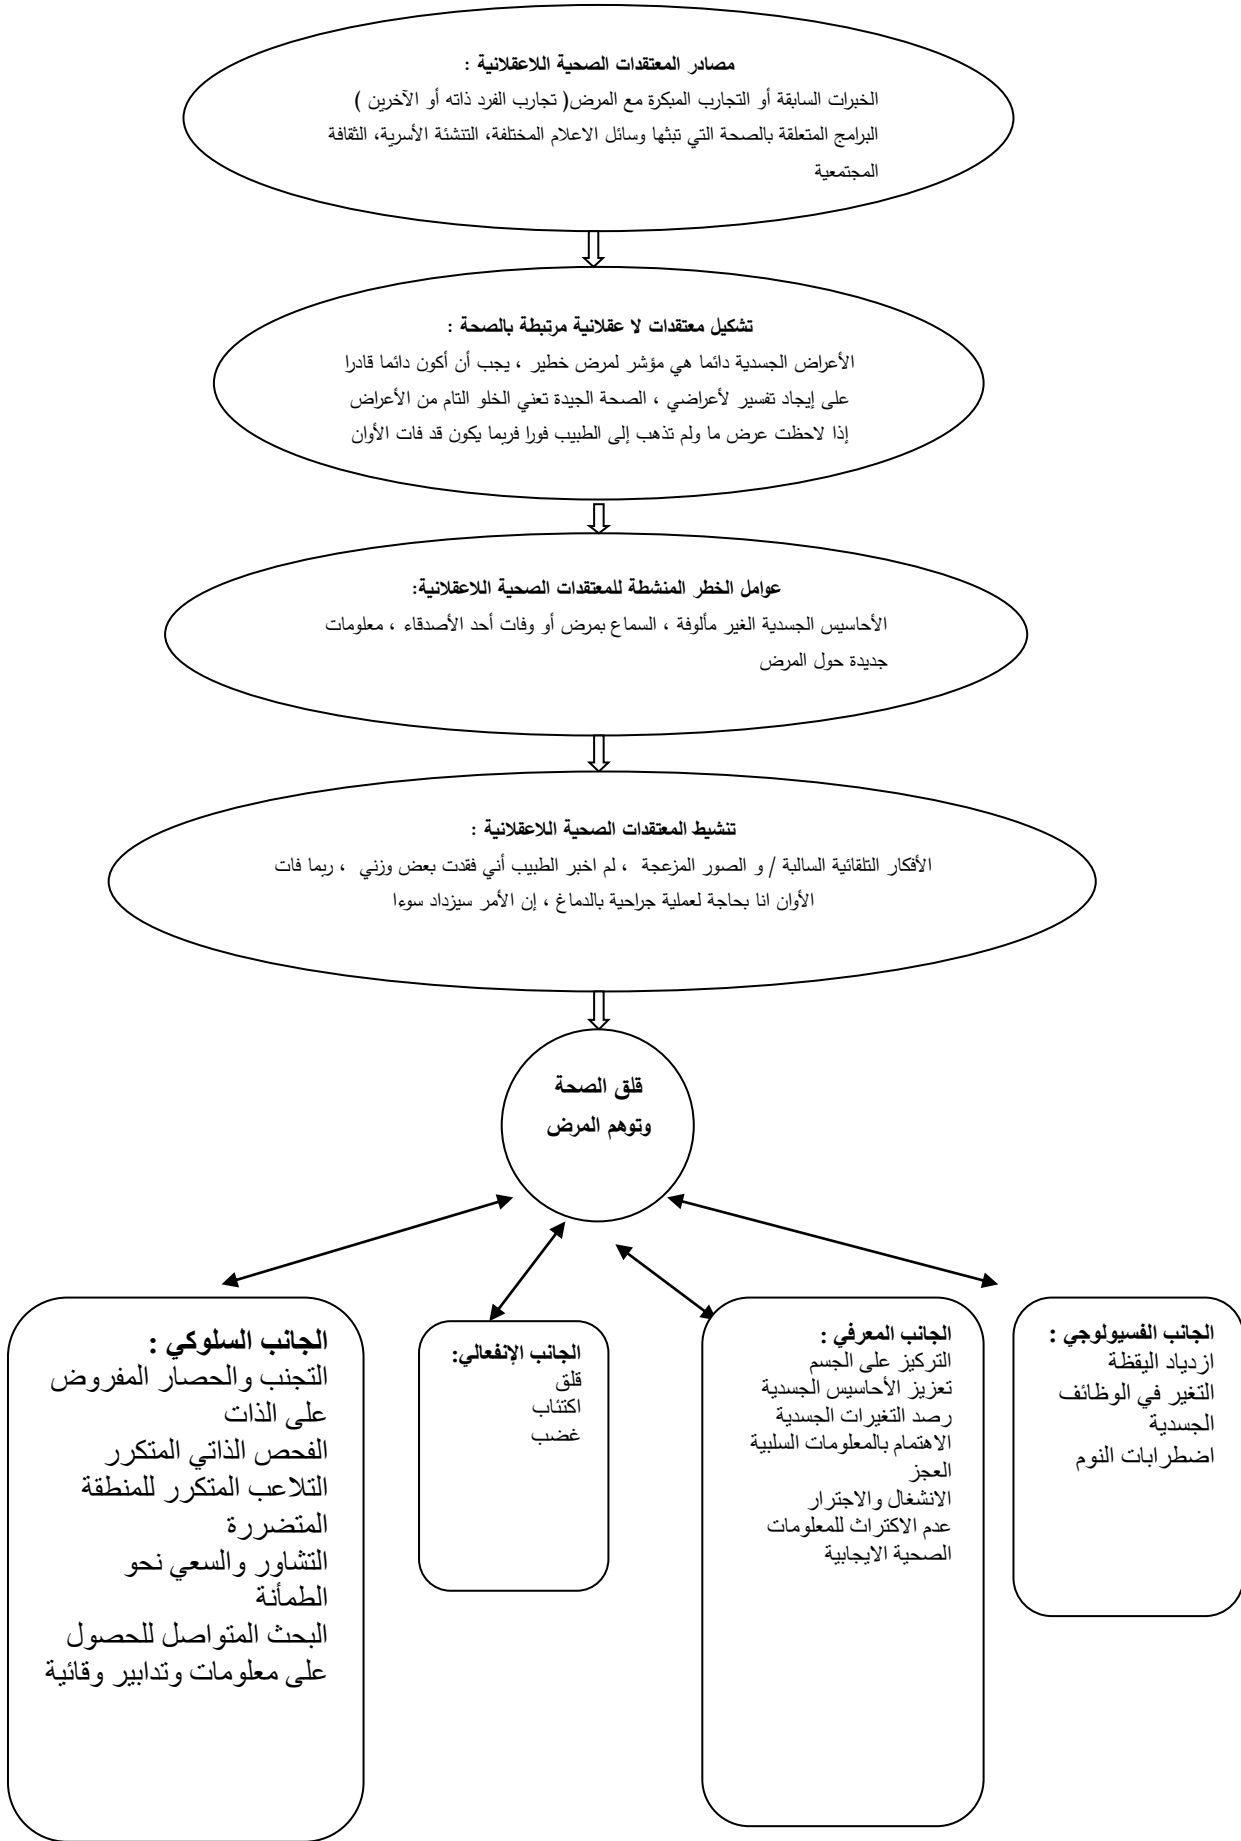 مصادر المعتقدات الصحية اللاعقلانية :
الخبرات السابقة أو التجارب المبكرة مع المرض( تجارب الفرد ذاته أو الآخرين )
البرامج المتعلقة بالصحة التي تبثها وسائل الاعلام المختلفة، التنشئة الأسرية، الثقافة
المجتمعية
تشكيل معتقدات لا عقلانية مرتبطة بالصحة :
الأعراض الجسدية دائما هي مؤشر لمرض خطير ، يجب أن أكون دائما قادرا
على إيجاد تفسير لأعراضي ، الصحة الجيدة تعني الخلو التام من الأعراض
إذا لاحظت عرض ما ولم تذهب إلى الطبيب فورا فربما يكون قد فات الأوان
عوامل الخطر المنشطة للمعتقدات الصحية اللاعقلانية:
الأحاسيس الجسدية الغير مألوفة ، السماع بمرض أو وفات أحد الأصدقاء ، معلومات
جديدة حول المرض
تنشيط المعتقدات الصحية اللاعقلانية :
الأفكار التلقائية السالبة / و الصور المزعجة ، لم اخبر الطبيب أني فقدت بعض وزني ، ربما فات
الأوان انا بحاجة لعملية جراحية بالدماغ ، إن الأمر سيزداد سوءا
قلق الصحة
وتوهم المرض
الجانب الفسيولوجي :
ازدياد اليقظة
التغير في الوظائف
الجسدية
اضطرابات النوم
الجانب المعرفي :
التركيز على الجسم
تعزيز الأحاسيس الجسدية
رصد التغيرات الجسدية
الاهتمام بالمعلومات السلبية
العجز
الانشغال والاجترار
عدم الاكتراث للمعلومات
الصحية الايجابية
الجانب الإنفعالي:
قلق
اكتئاب
غضب
الجانب السلوكي :
التجنب والحصار المفروض
على الذات
الفحص الذاتي المتكرر
التلاعب المتكرر للمنطقة
المتضررة
التشاور والسعي نحو
الطمأنة
البحث المتواصل للحصول
على معلومات وتدابير وقائية